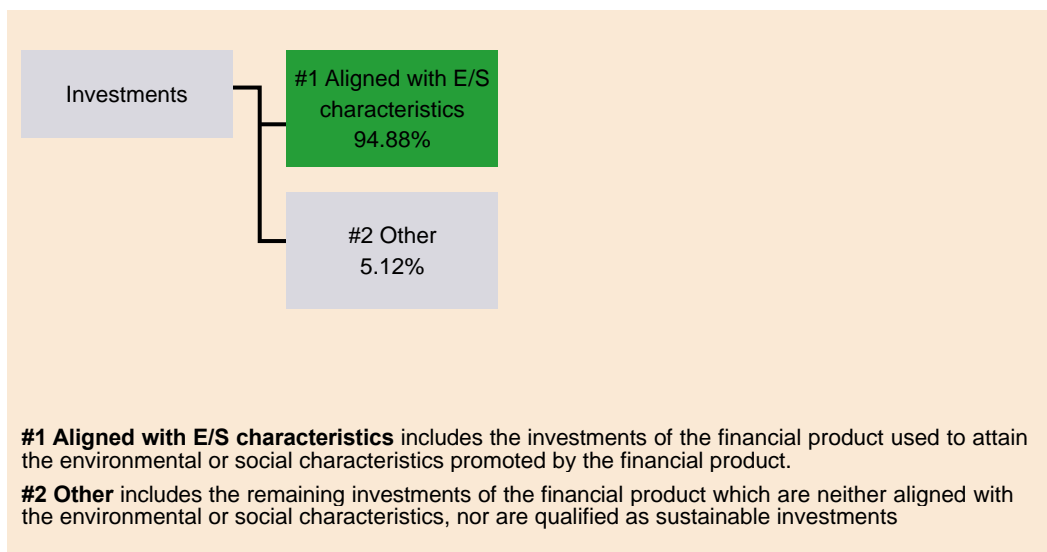 Investments
#1 Aligned with E/S
characteristics
94.88%
#2 Other
5.12%
#1 Aligned with E/S characteristics includes the investments of the financial product used to attain
the environmental or social characteristics promoted by the financial product.
#2 Other includes the remaining investments of the financial product which are neither aligned with
the environmental or social characteristics, nor are qualified as sustainable investments